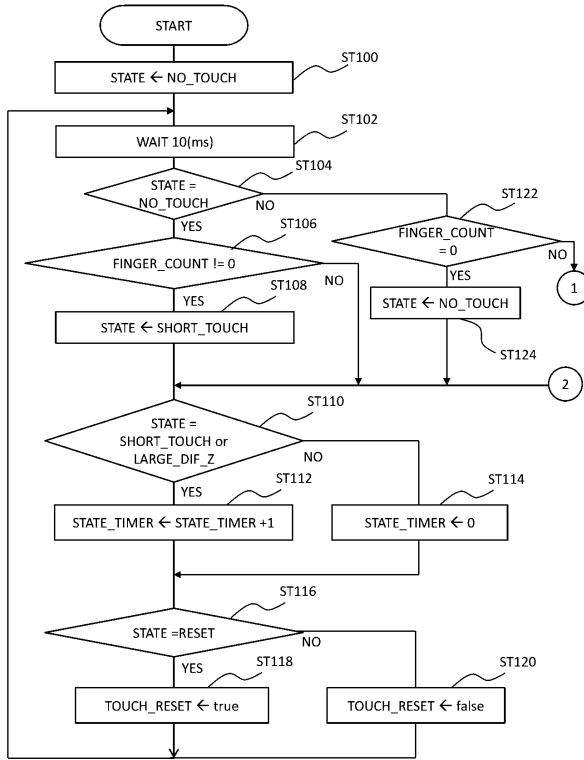 START
ST100
STATE ← NO_TOUCH
ST102
WAIT 10(ms)
ST104
STATE =
NO_TOUCH
NO
YES
ST122
FINGER_COUNT
= 0
NO
YES
1
ST106
FINGER_COUNT != 0
NO
YES
ST108
STATE ← SHORT_TOUCH
STATE ← NO_TOUCH
ST124
2
ST110
STATE =
SHORT_TOUCH or
LARGE_DIF_Z
NO
YES
ST112
STATE_TIMER ← STATE_TIMER +1
ST114
STATE_TIMER ← 0
ST116
STATE =RESET
NO
YES
ST118
TOUCH_RESET ← true
ST120
TOUCH_RESET ← false